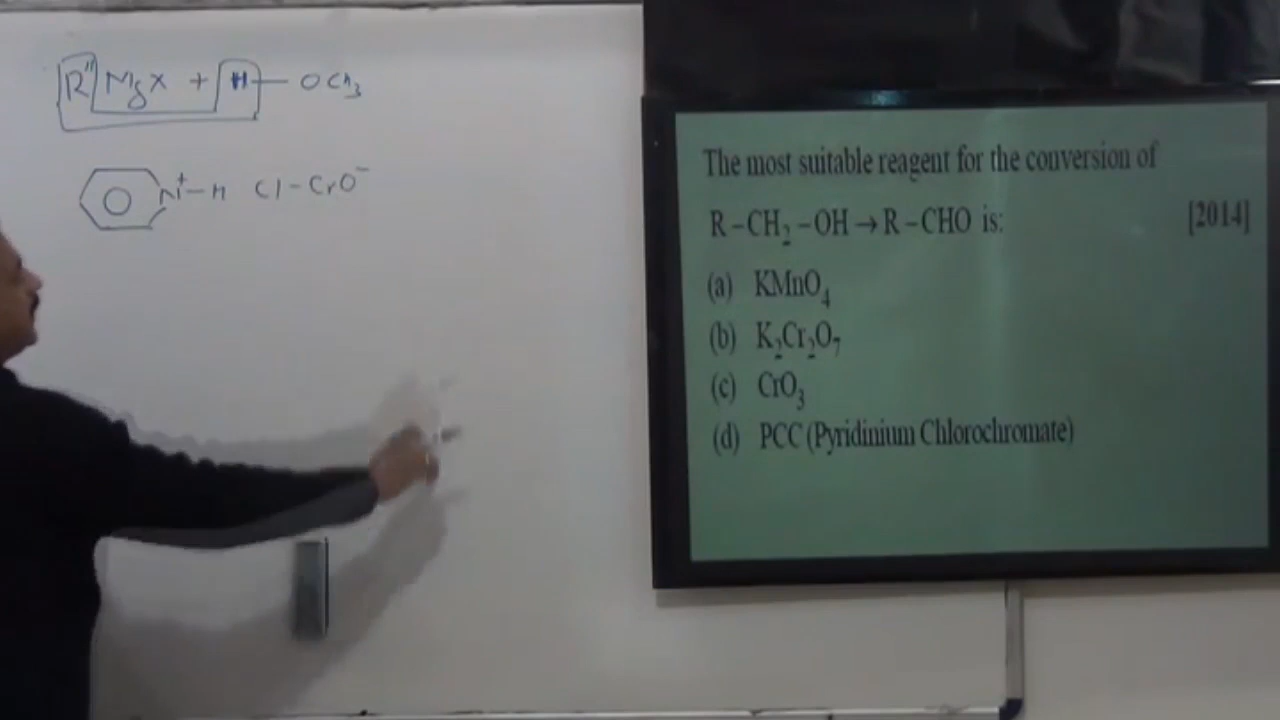 R'' MgX + H — OCH₃
N⁺–H Cl–CrO⁻
The most suitable reagent for the conversion of
R–CH₂–OH→R–CHO is: [2014]
(a) KMnO₄
(b) K₂Cr₂O₇
(c) CrO₃
(d) PCC (Pyridinium Chlorochromate)